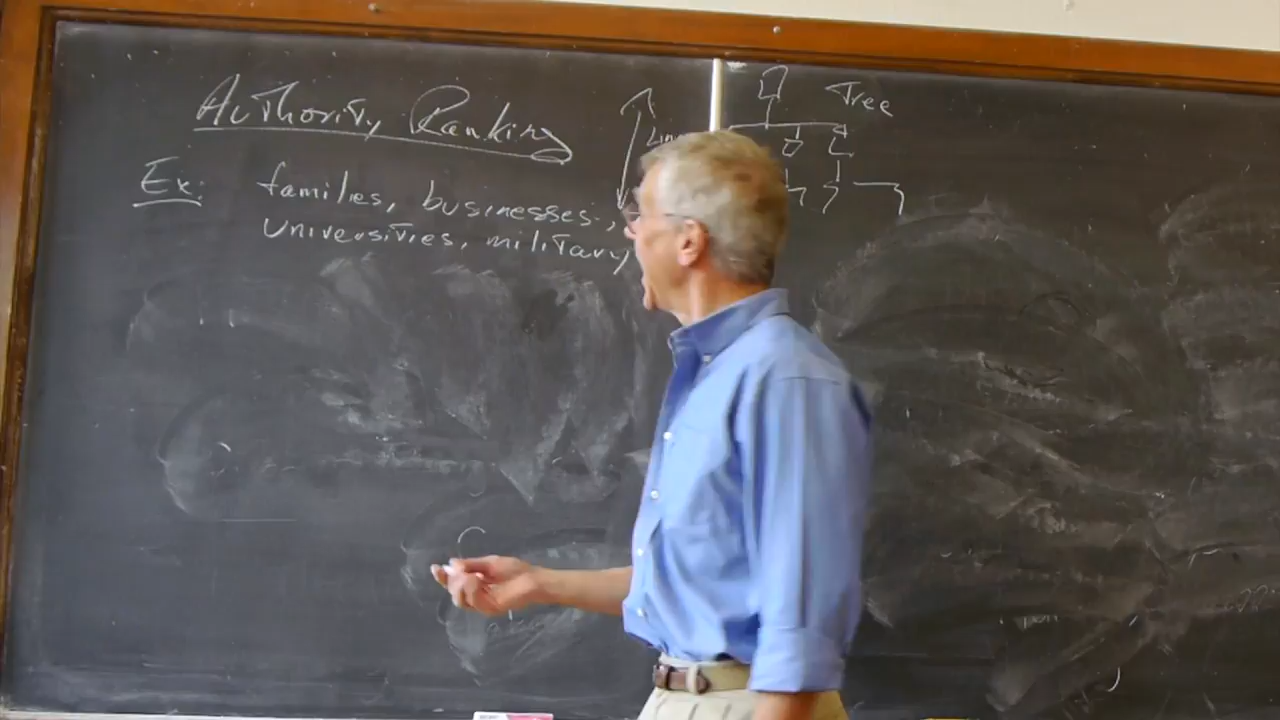 Authority Ranking
Ex: families, businesses,
universities, military
Tree